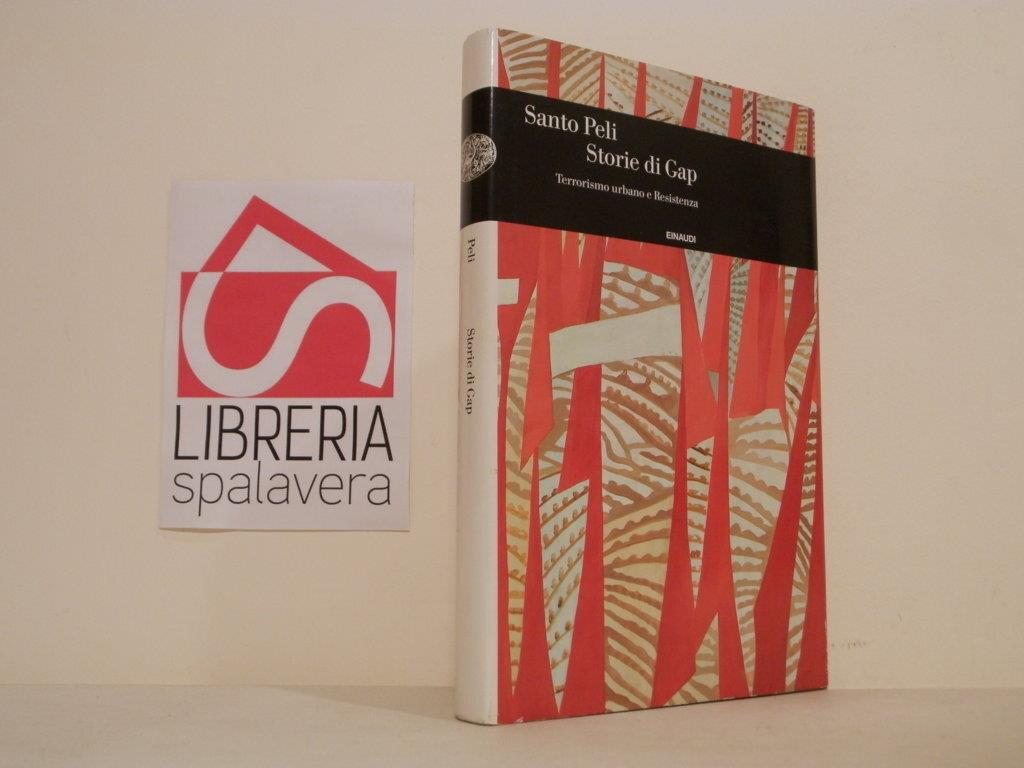 LIBRERIA
spalavera
Peli
Storie di Gap
Santo Peli
Storie di Gap
Terrorismo urbano e Resistenza
EINAUDI